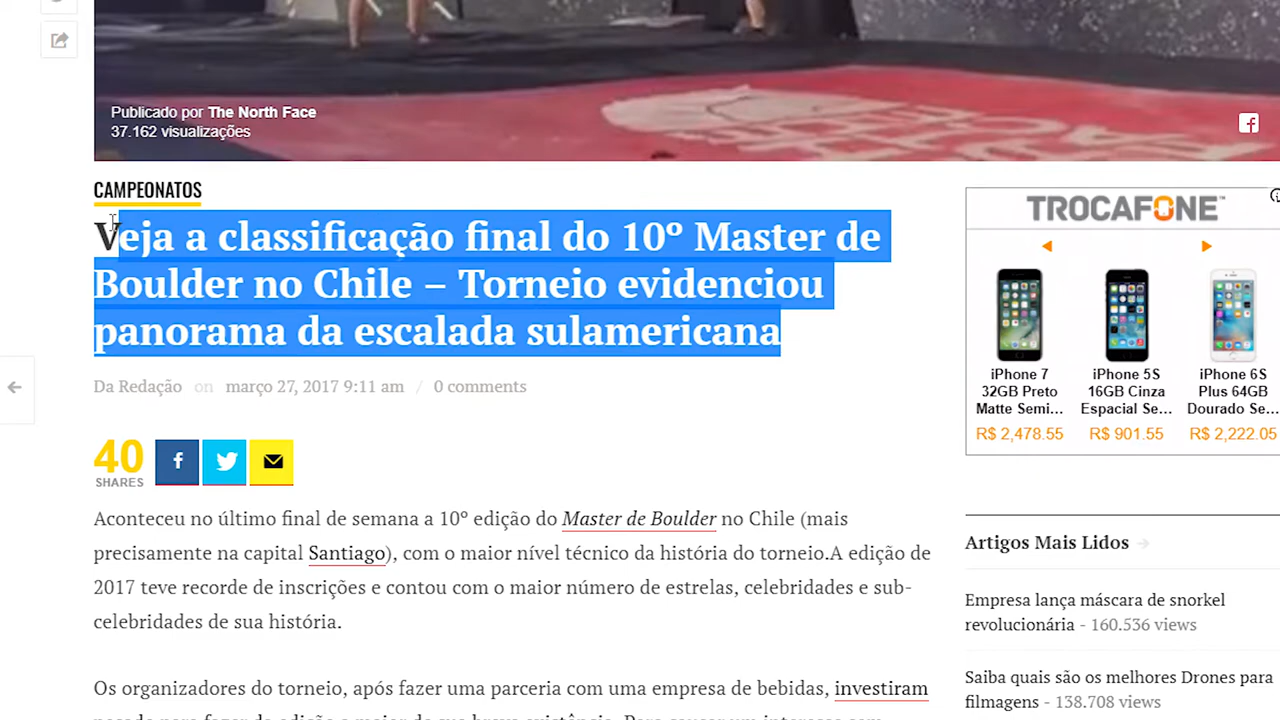 Publicado por The North Face
37.162 visualizações
CAMPEONATOS
Veja a classificação final do 10º Master de
Boulder no Chile – Torneio evidenciou
panorama da escalada sulamericana
Da Redação on março 27, 2017 9:11 am / 0 comments
40
SHARES
Aconteceu no último final de semana a 10º edição do Master de Boulder no Chile (mais
precisamente na capital Santiago), com o maior nível técnico da história do torneio.A edição de
2017 teve recorde de inscrições e contou com o maior número de estrelas, celebridades e sub-
celebridades de sua história.
Os organizadores do torneio, após fazer uma parceria com uma empresa de bebidas, investiram
TROCAFONE
iPhone 7
32GB Preto
Matte Semi...
R$ 2,478.55
iPhone 5S
16GB Cinza
Espacial Se...
R$ 901.55
iPhone 6S
Plus 64GB
Dourado Se...
R$ 2,222.05
Artigos Mais Lidos
Empresa lança máscara de snorkel
revolucionária - 160.536 views
Saiba quais são os melhores Drones para
filmagens - 138.708 views